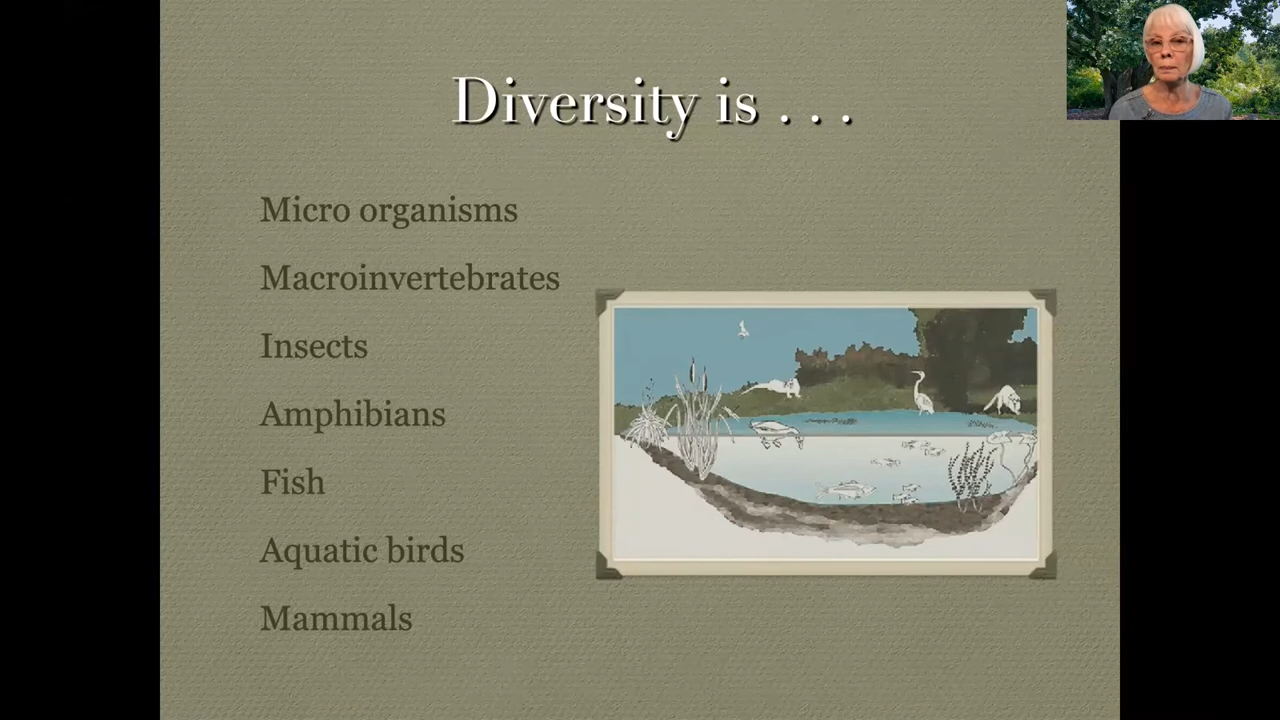 Diversity is . . .
Micro organisms
Macroinvertebrates
Insects
Amphibians
Fish
Aquatic birds
Mammals